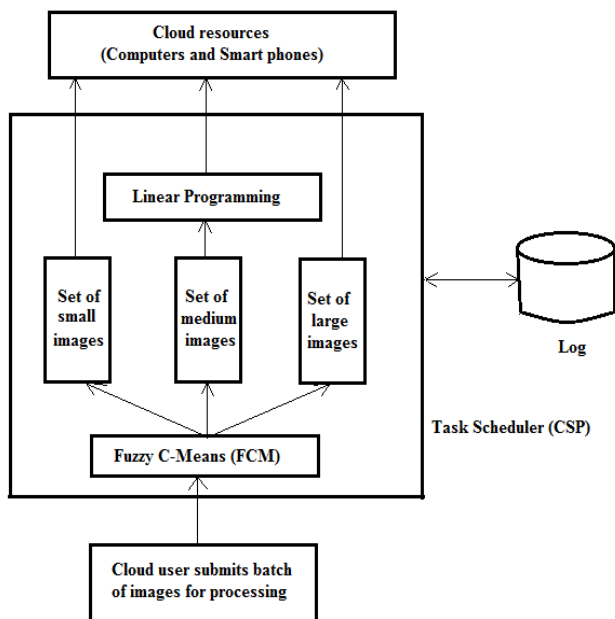 Cloud resources
(Computers and Smart phones)
Linear Programming
Set of
small
images
Set of
medium
images
Set of
large
images
Log
Task Scheduler (CSP)
Fuzzy C-Means (FCM)
Cloud user submits batch
of images for processing